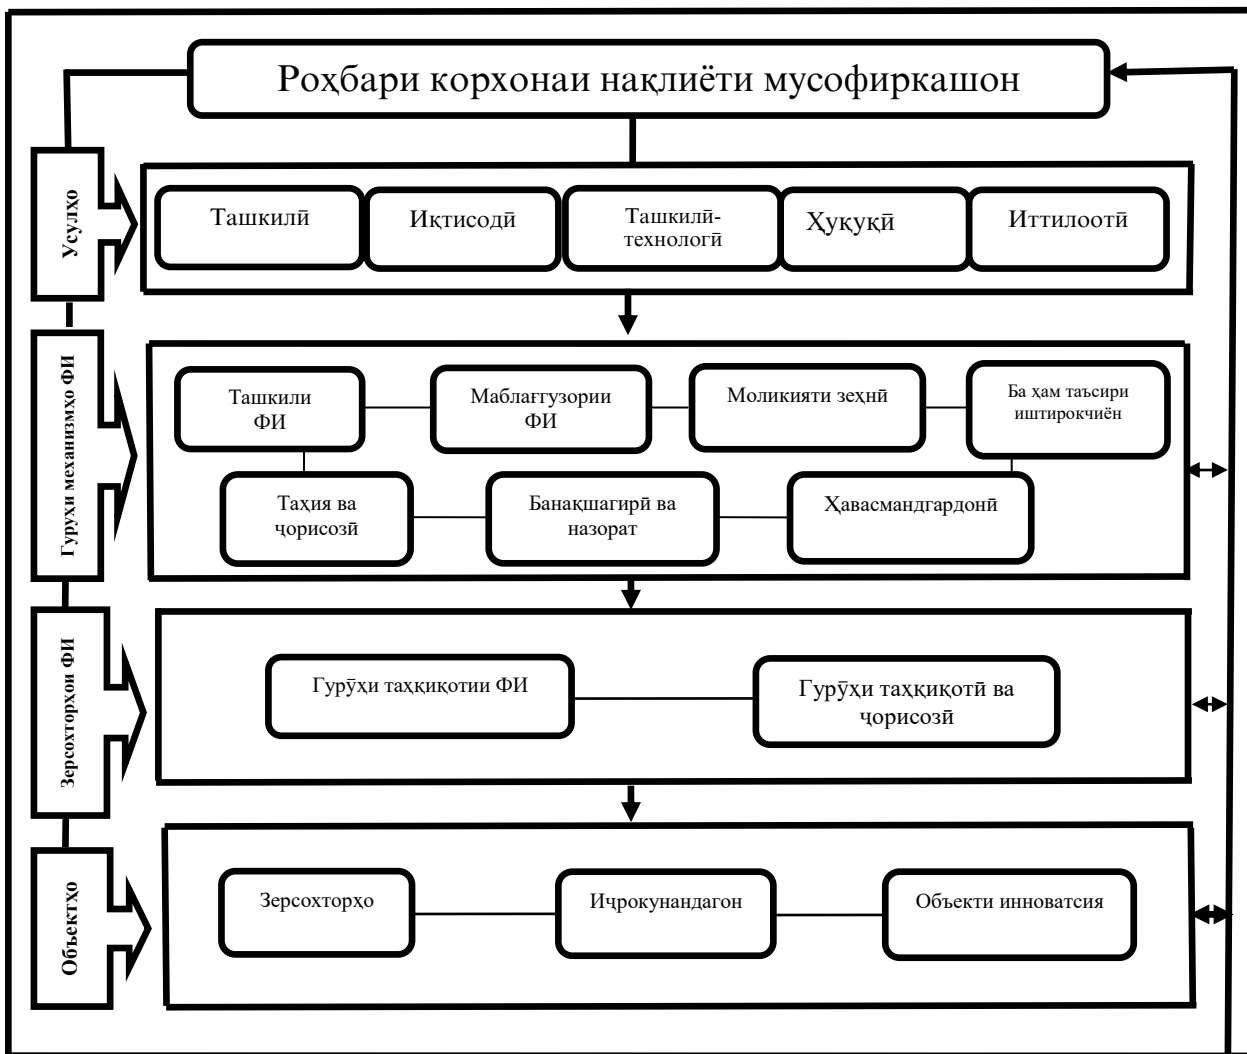 Роҳбари корхонаи нақлиёти мусофиркашон
Усулҳо
Ташкилӣ
Иқтисодӣ
Ташкилӣ-
технологӣ
Ҳуқуқӣ
Иттилоотӣ
Гуруҳи механизмҳо ФИ
Ташкили
ФИ
Маблағгузории
ФИ
Моликияти зеҳнӣ
Ба ҳам таъсири
иштирокчиён
Таҳия ва
ҷорисозӣ
Банақшагирӣ ва
назорат
Ҳавасмандгардонӣ
Зерсохторҳои ФИ
Гурӯҳи таҳқиқотии ФИ
Гурӯҳи таҳқиқотӣ ва
ҷорисозӣ
Объектҳо
Зерсохторҳо
Иҷрокунандагон
Объекти инноватсия